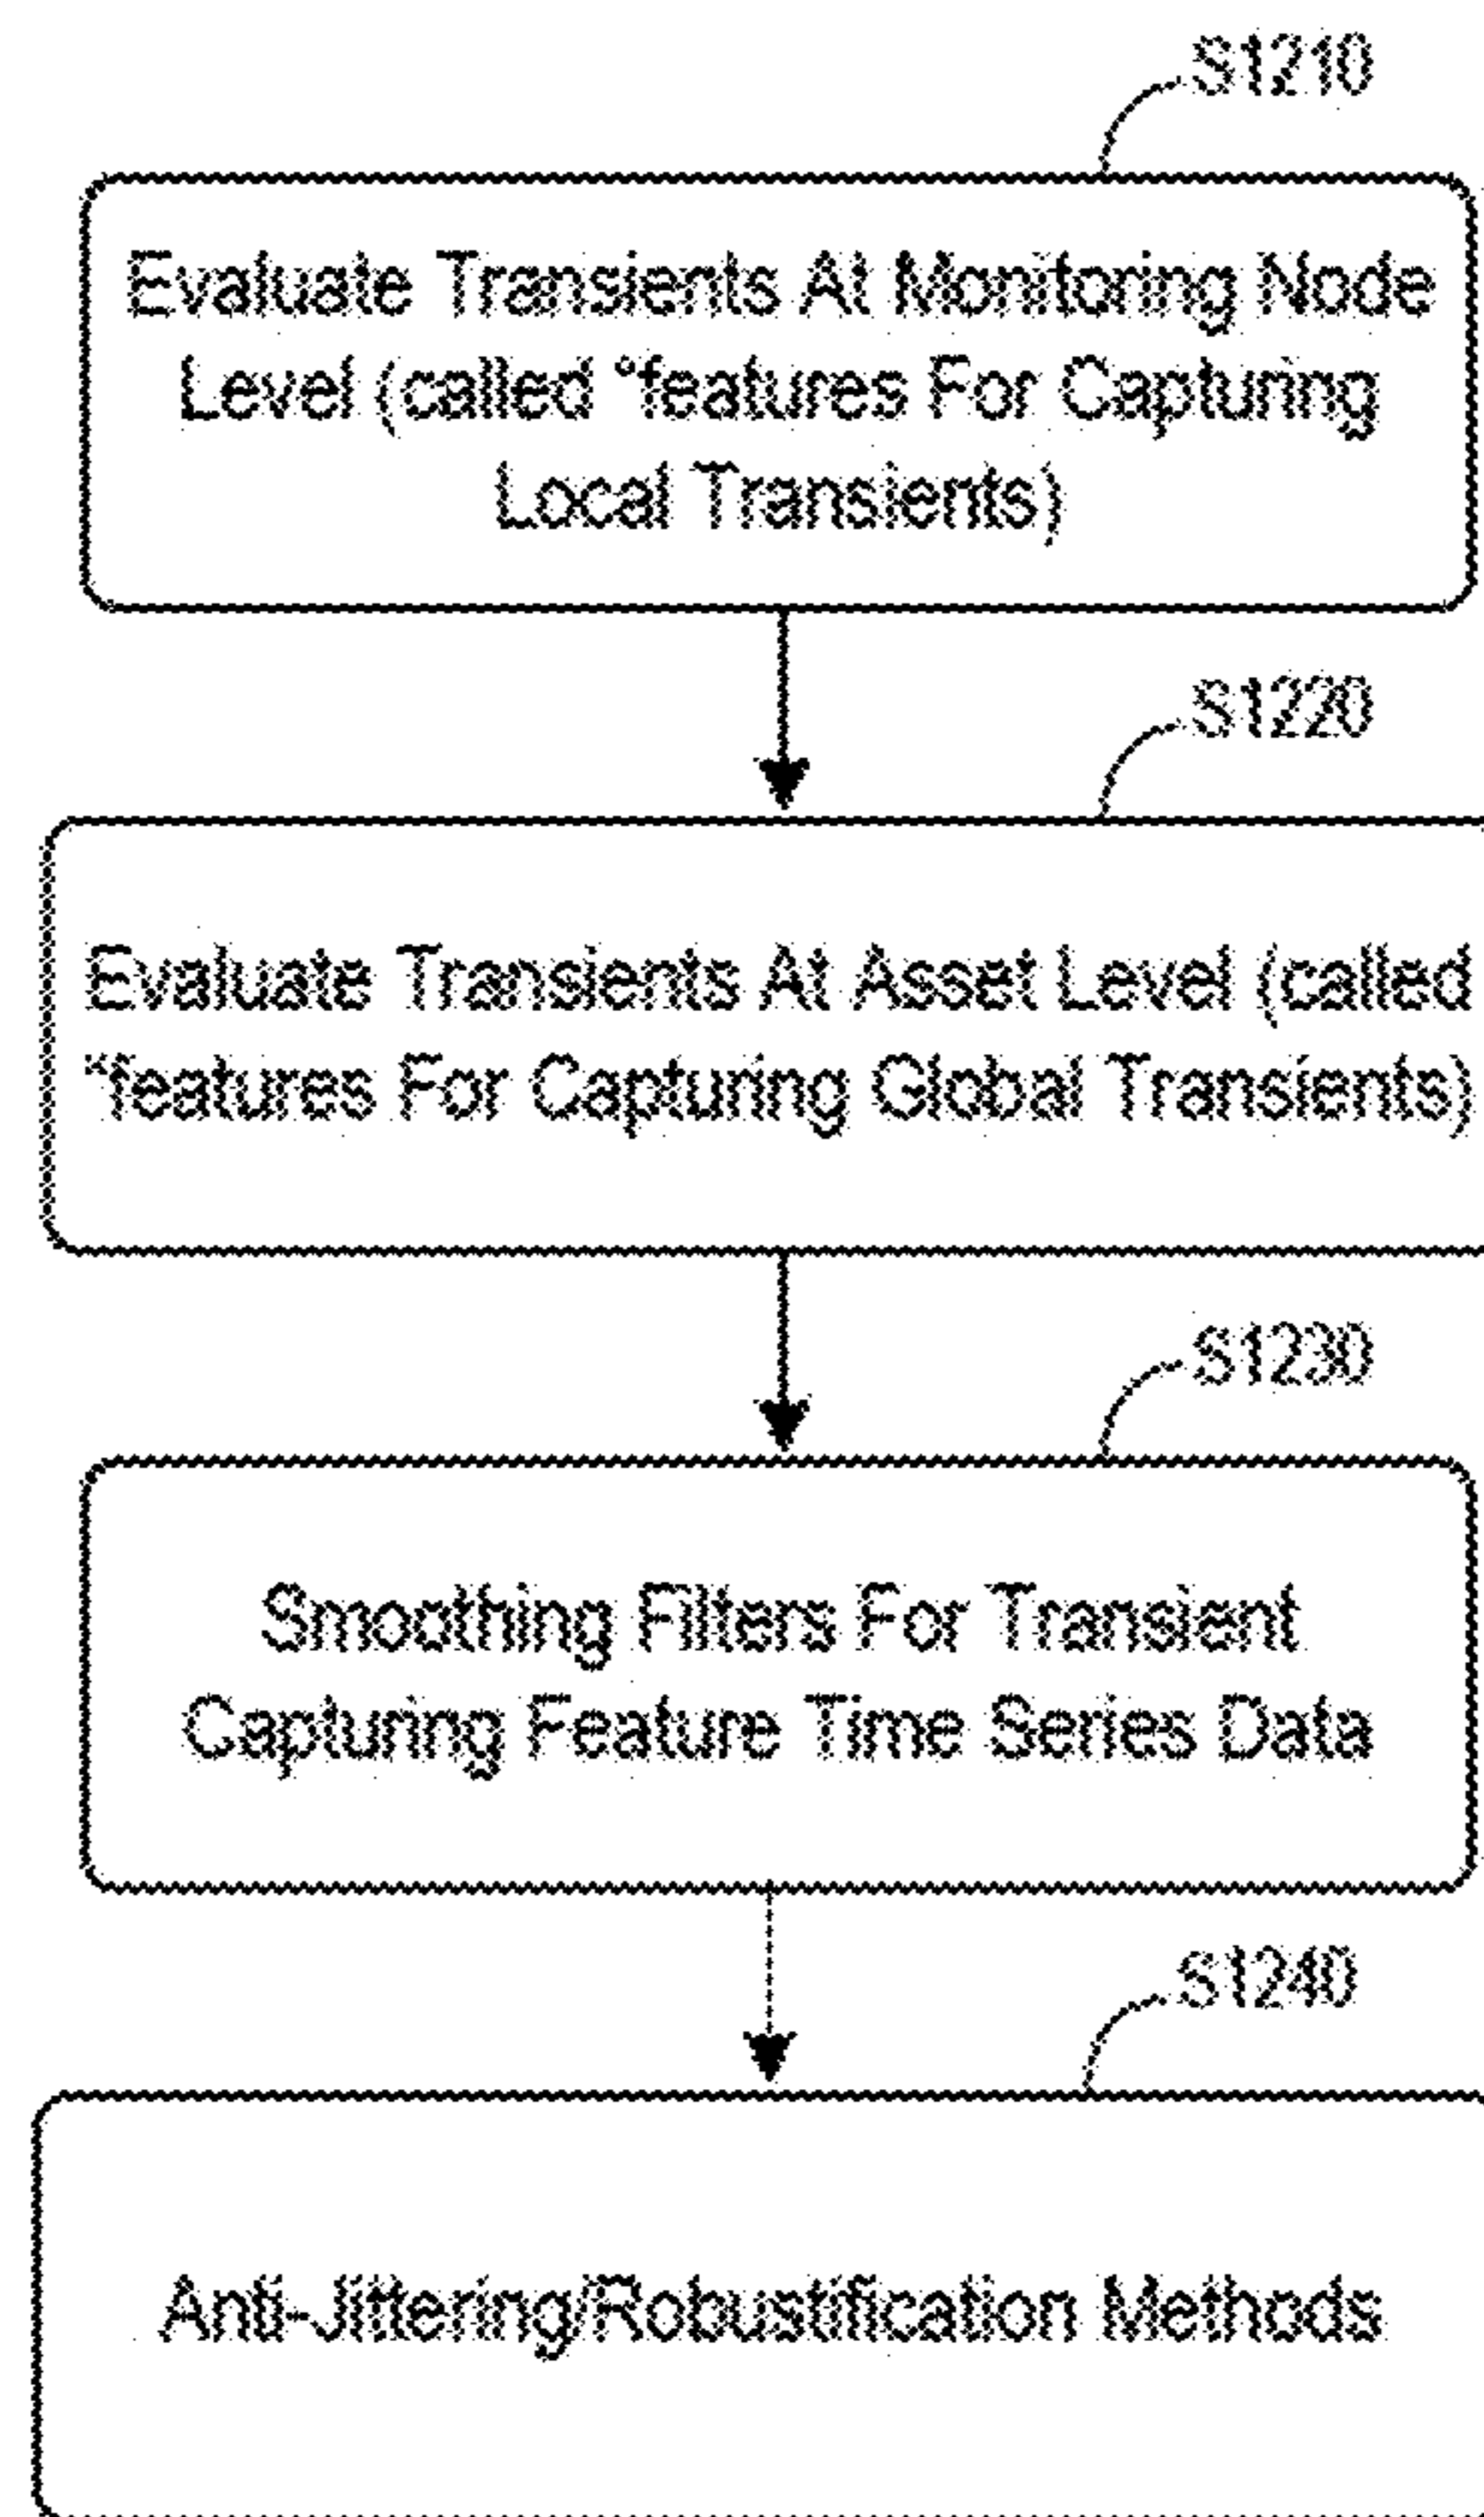 S1210
Evaluate Transients At Monitoring Node
Level (called “features For Capturing
Local Transients)
S1220
Evaluate Transients At Asset Level (called
“features For Capturing Global Transients)
S1230
Smoothing Filters For Transient
Capturing Feature Time Series Data
S1240
Anti-Jittering/Robustification Methods